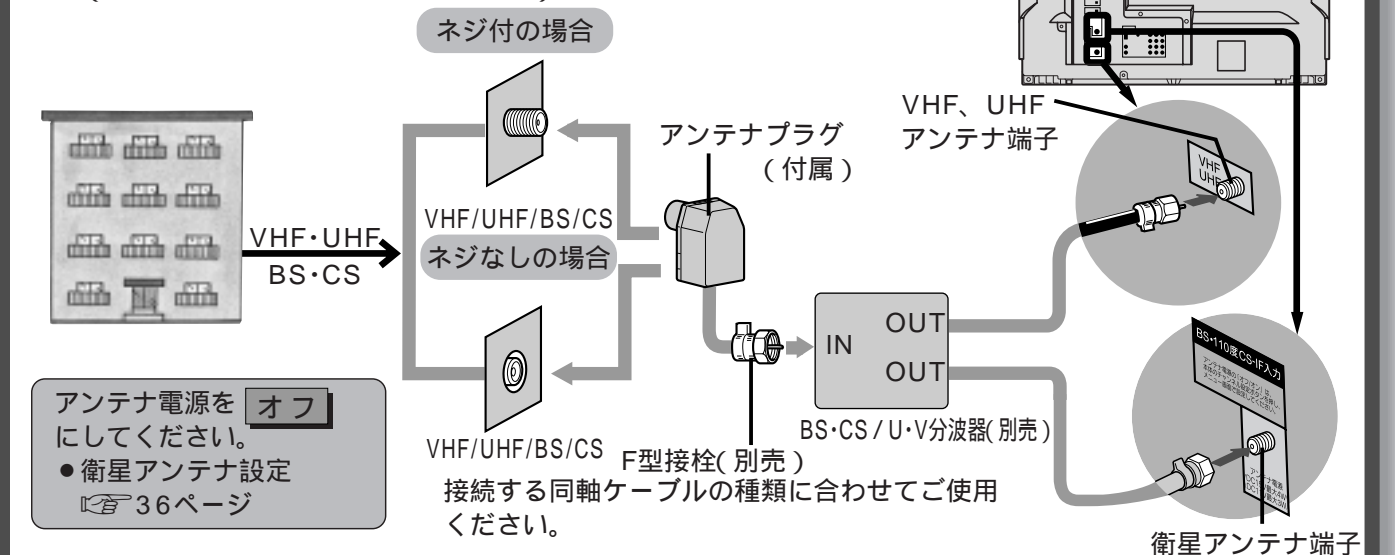 ネジ付の場合
VHF/UHF/BS/CS
ネジなしの場合
VHF/UHF/BS/CS
VHF・UHF
BS・CS
アンテナプラグ
(付属)
VHF、UHF
アンテナ端子
VHF
UHF
IN
OUT
OUT
BS・CS/U・V分波器(別売)
F型接栓(別売)
接続する同軸ケーブルの種類に合わせてご使用
ください。
アンテナ電源を オフ
にしてください。
●衛星アンテナ設定
☞36ページ
BS・110度CS-IF入力
衛星アンテナ端子